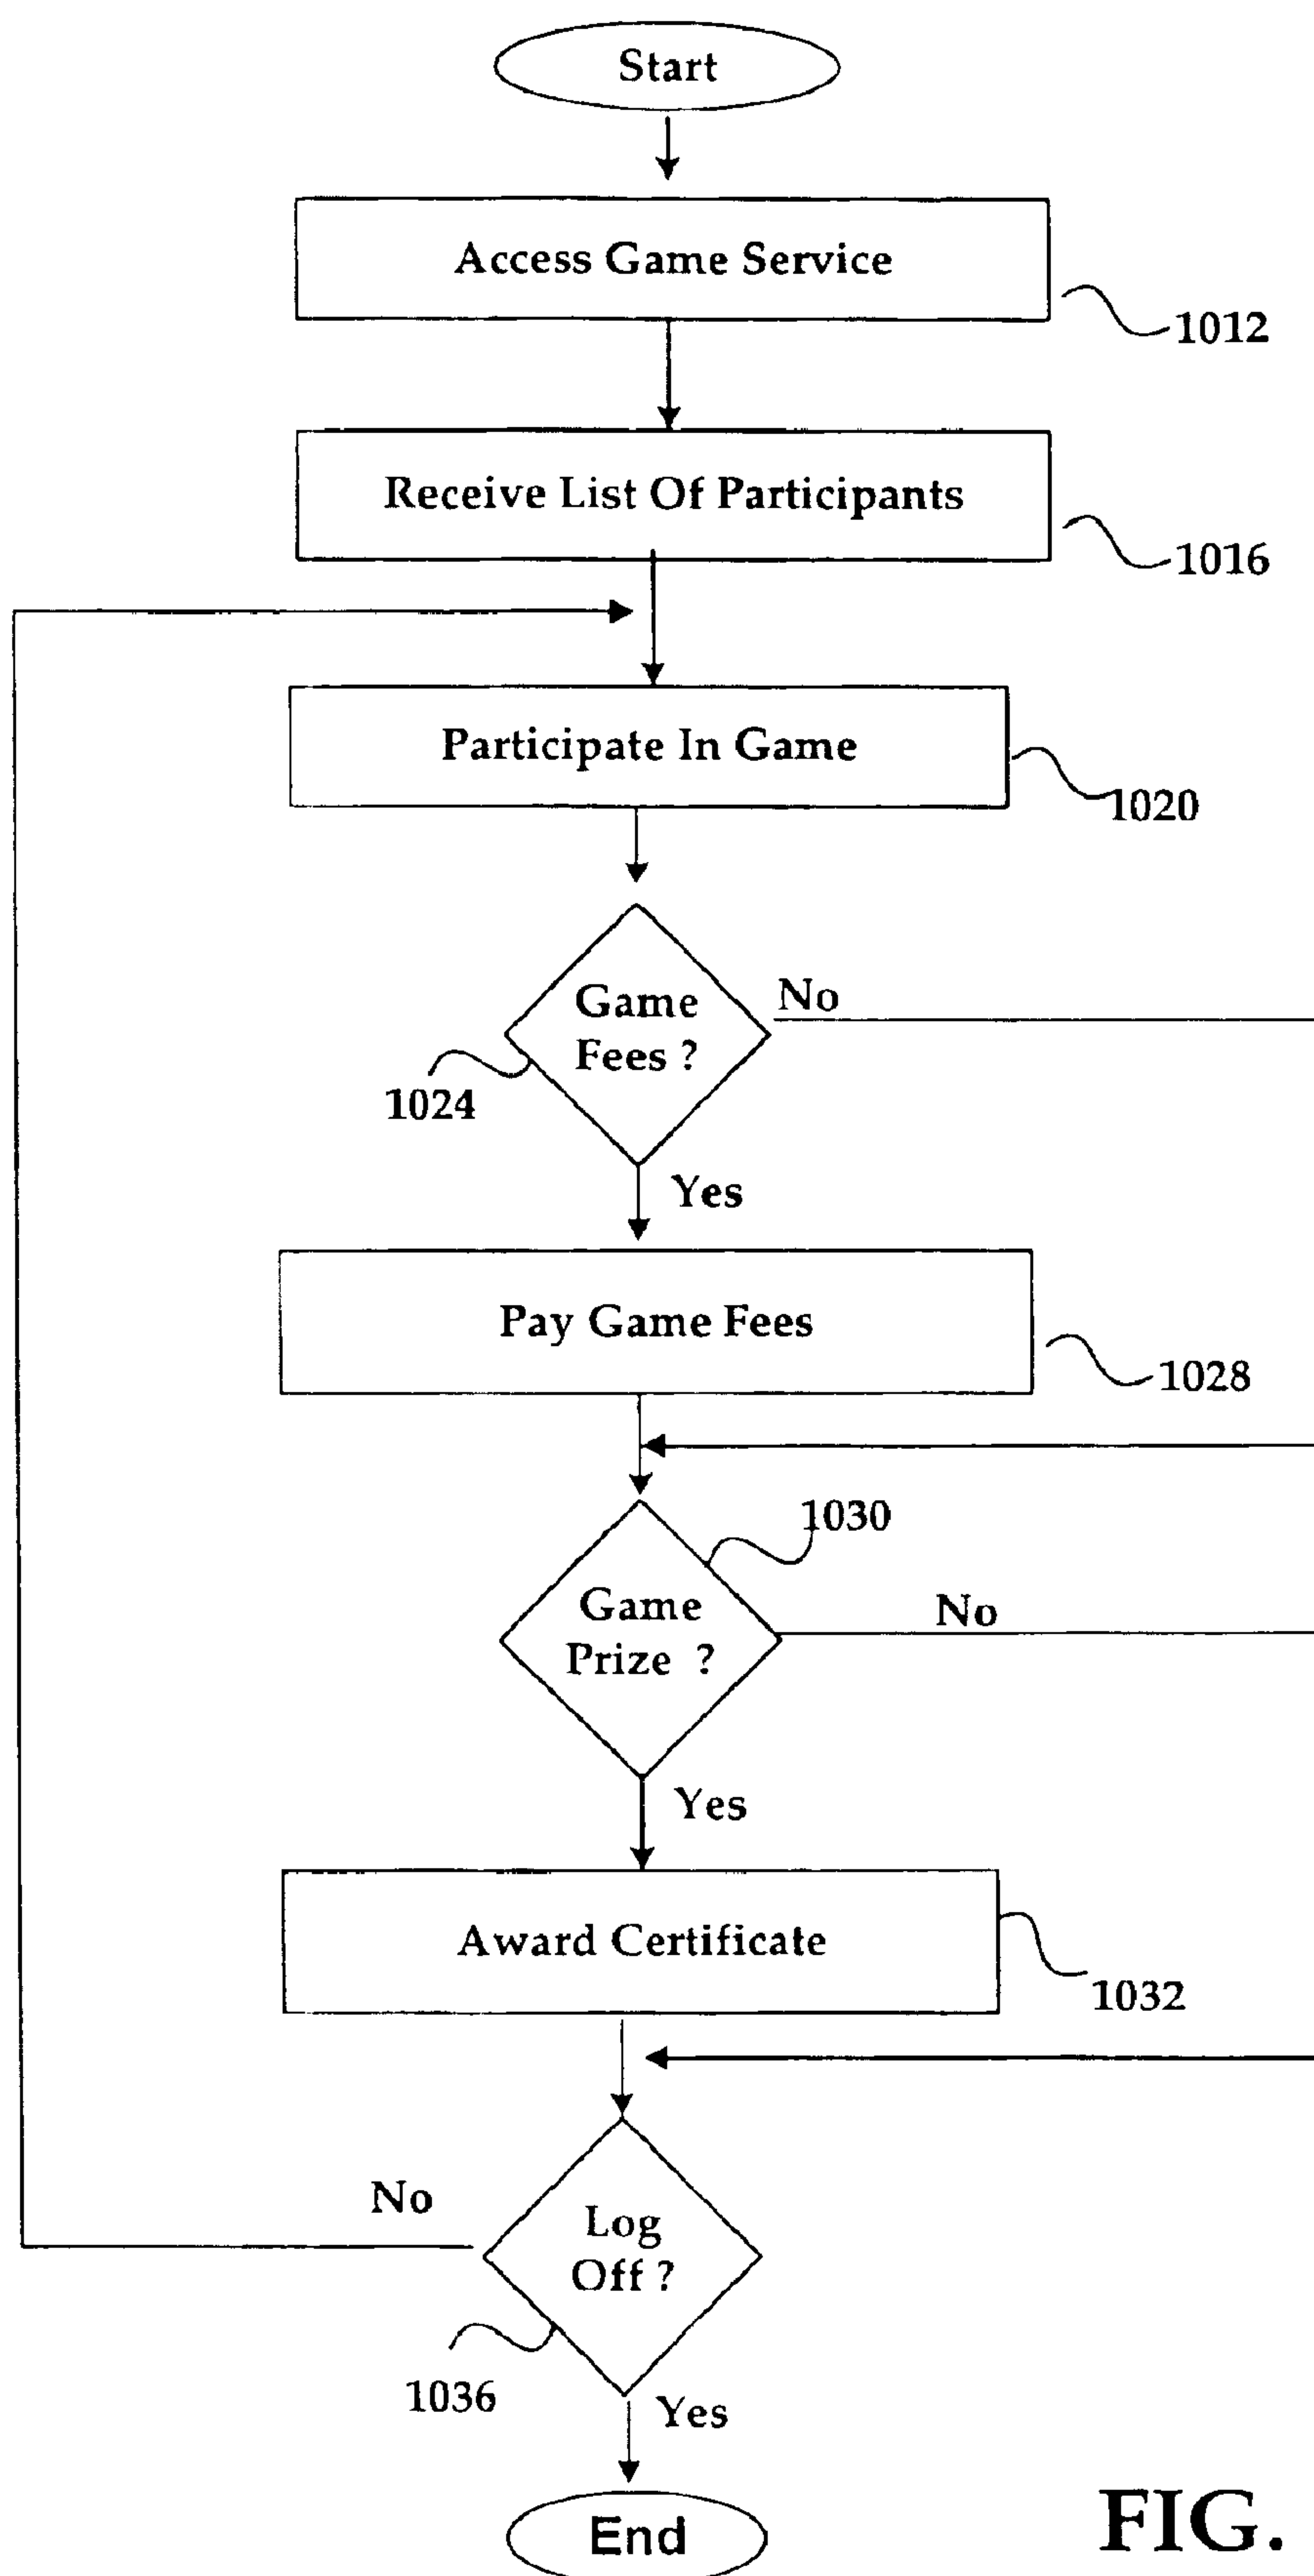 Start
Access Game Service
1012
Receive List Of Participants
1016
Participate In Game
1020
Game
Fees ?
No
1024
Yes
Pay Game Fees
1028
1030
Game
Prize ?
No
Yes
Award Certificate
1032
No
Log
Off ?
1036
Yes
End
FIG.